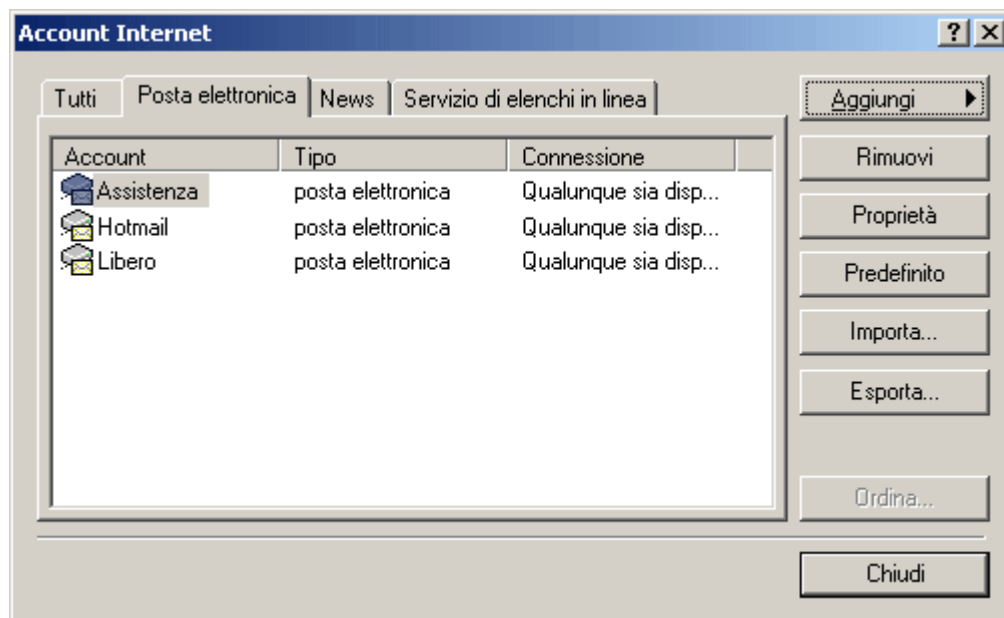 Account Internet
Tutti
Posta elettronica
News
Servizio di elenchi in linea
Account Tipo Connessione
Assistenza posta elettronica Qualunque sia disp...
Hotmail posta elettronica Qualunque sia disp...
Libero posta elettronica Qualunque sia disp...
Aggiungi
Rimuovi
Proprietà
Predefinito
Importa...
Esporta...
Ordina...
Chiudi